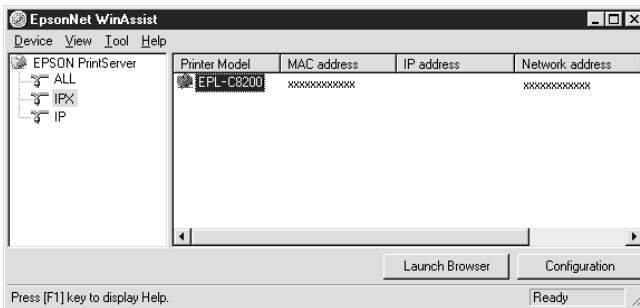 EpsonNet WinAssist
Device View Tool Help
EPSON PrintServer
ALL
IPX
IP
Printer Model MAC address IP address Network address
EPL-C8200 xxxxxxxxxxxx xxxxxxxxxxxx
Launch Browser Configuration
Press [F1] key to display Help. Ready